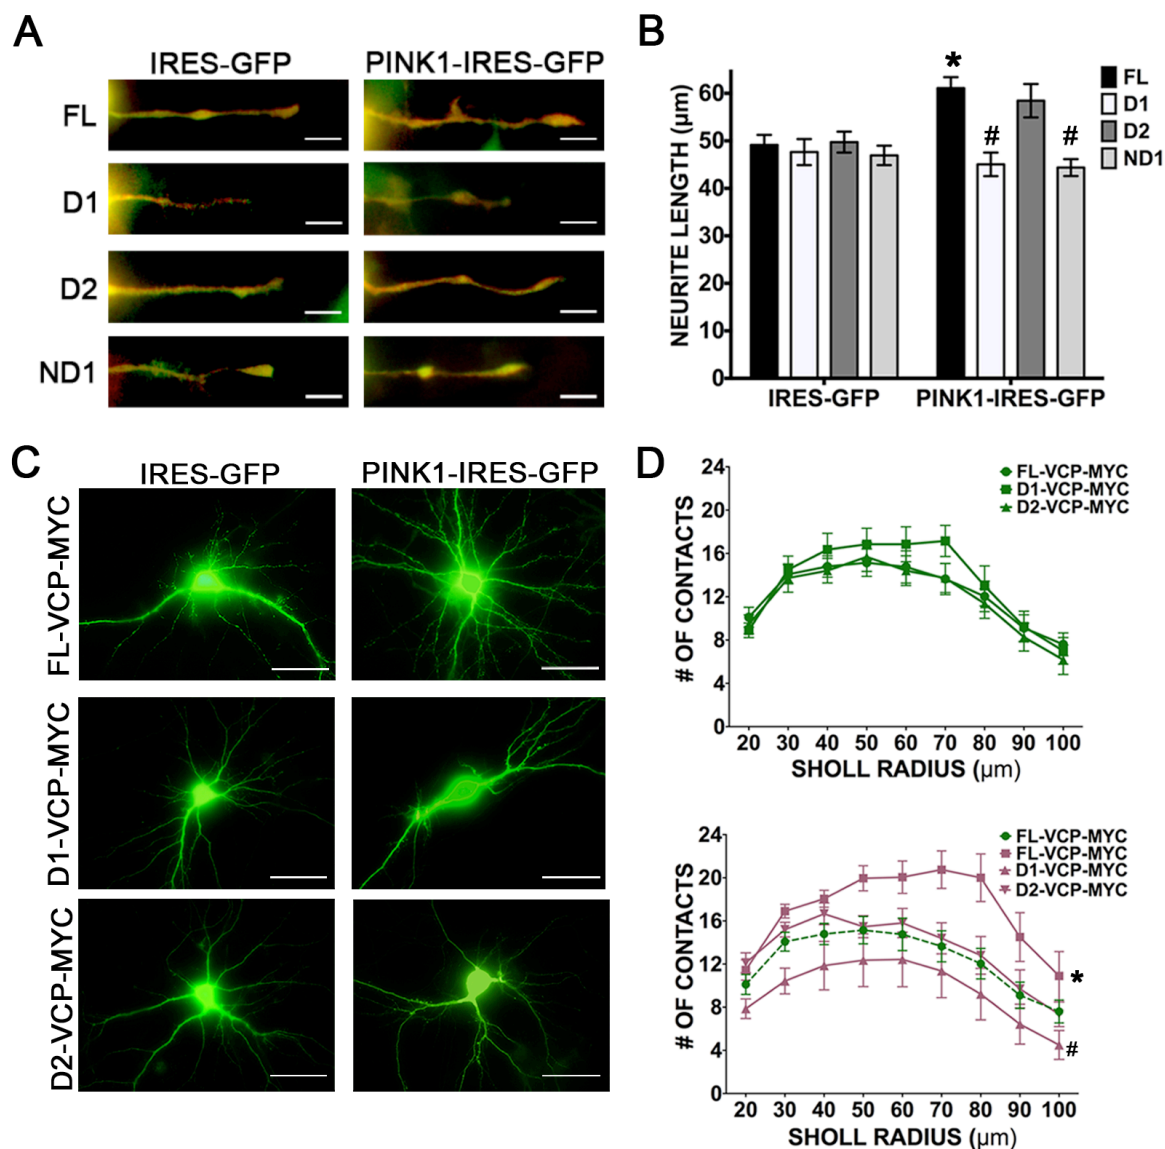 A
IRES-GFP
PINK1-IRES-GFP
FL
D1
D2
ND1
B
*
#
#
FL
D1
D2
ND1
NEURITE LENGTH (µm)
60
50
40
30
20
10
0
IRES-GFP
PINK1-IRES-GFP
C
IRES-GFP
PINK1-IRES-GFP
FL-VCP-MYC
D1-VCP-MYC
D2-VCP-MYC
D
FL-VCP-MYC
D1-VCP-MYC
D2-VCP-MYC
# OF CONTACTS
24
20
16
12
8
4
0
20 30 40 50 60 70 80 90 100
SHOLL RADIUS (µm)
FL-VCP-MYC
FL-VCP-MYC
D1-VCP-MYC
D2-VCP-MYC
# OF CONTACTS
24
20
16
12
8
4
0
*
#
20 30 40 50 60 70 80 90 100
SHOLL RADIUS (µm)